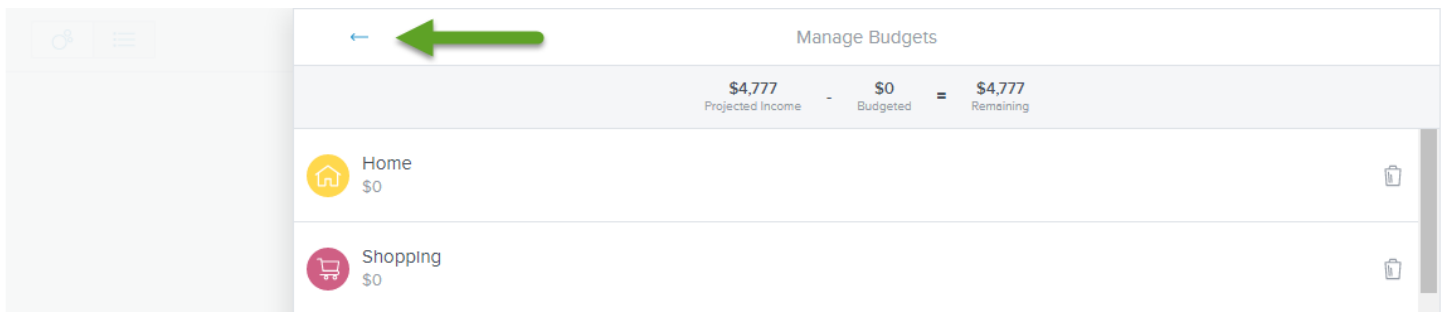 Manage Budgets
$4,777 - $0 = $4,777
Projected Income Budgeted Remaining
Home
$0
Shopping
$0